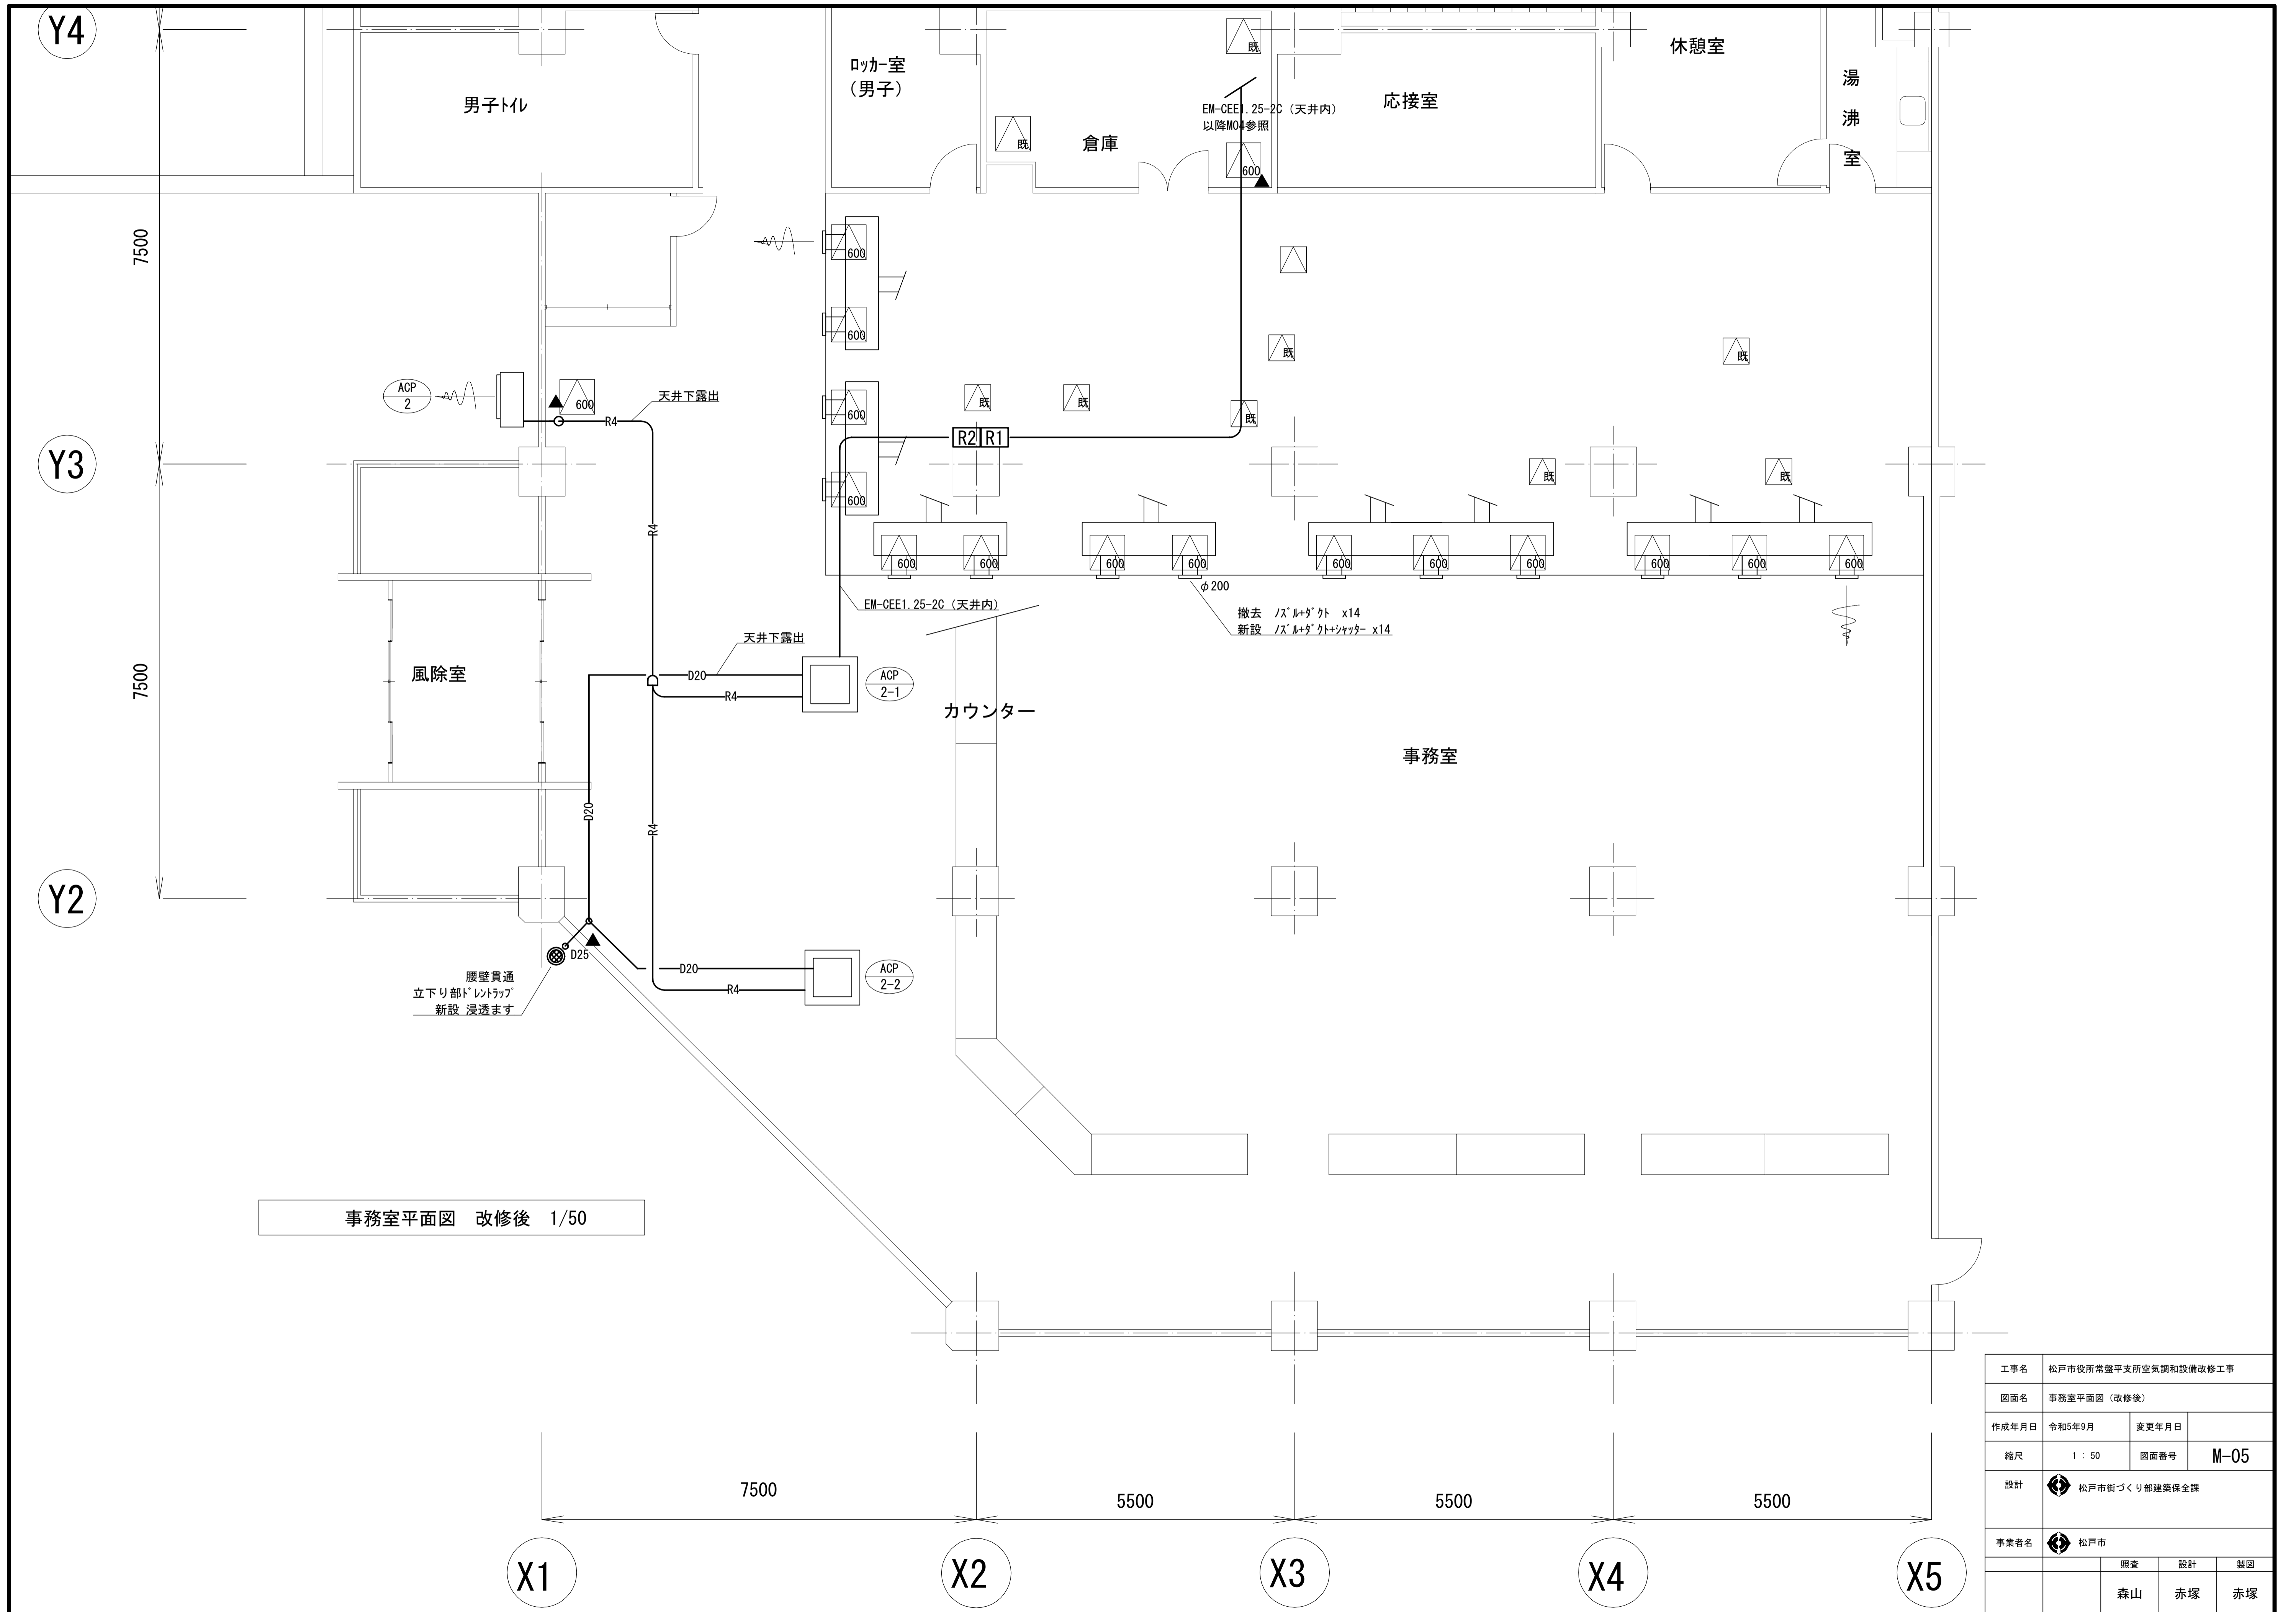 Y4
男子ﾄｲﾚ
ﾛｯｶｰ室
（男子）
既
既
倉庫
EM-CEE1.25-2C（天井内）
以降M04参照
600
応接室
休憩室
湯
沸
室
7500
600
600
既
既
ACP
2
600
天井下露出
R4
600
既
既
既
R2
R1
Y3
R4
600
既
既
600
600
600
600
600
600
600
600
600
600
φ200
EM-CEE1.25-2C（天井内）
撤去　ﾉｽﾞﾙ+ﾀﾞｸﾄ　x14
新設　ﾉｽﾞﾙ+ﾀﾞｸﾄ+ｼｬｯﾀｰ x14
天井下露出
7500
風除室
D20
R4
ACP
2-1
カウンター
事務室
D20
R4
Y2
D25
腰壁貫通
立下り部ﾄﾞﾚﾝﾄﾗｯﾌﾟ
新設 浸透ます
D20
R4
ACP
2-2
事務室平面図　改修後　1/50
7500
5500
5500
5500
X1
X2
X3
X4
X5
工事名
松戸市役所常盤平支所空気調和設備改修工事
図面名
事務室平面図（改修後）
作成年月日
令和5年9月
変更年月日
縮尺
1 : 50
図面番号
M-05
設計
松戸市街づくり部建築保全課
事業者名
松戸市
照査
設計
製図
森山
赤塚
赤塚